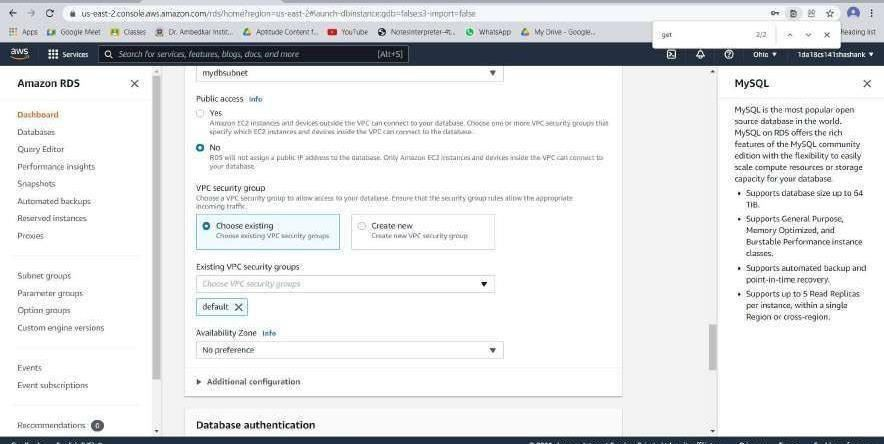 us-east-2.console.aws.amazon.com/rds/home?region=us-east-2#launch-dbinstance:gdb=false;s3-import=false
Apps
Google Meet
Classes
Dr. Ambedkar Instit...
Aptitude Content f...
YouTube
NotesInterpreter-4t...
WhatsApp
My Drive - Google...
Reading list
get
2/2
aws
Services
Search for services, features, blogs, docs, and more
[Alt+S]
Ohio
1da18cs141shashank
Amazon RDS
Dashboard
Databases
Query Editor
Performance insights
Snapshots
Automated backups
Reserved instances
Proxies
Subnet groups
Parameter groups
Option groups
Custom engine versions
Events
Event subscriptions
Recommendations 0
mydbsubnet
Public access Info
Yes
Amazon EC2 instances and devices outside the VPC can connect to your database. Choose one or more VPC security groups that
specify which EC2 instances and devices inside the VPC can connect to the database.
No
RDS will not assign a public IP address to the database. Only Amazon EC2 instances and devices inside the VPC can connect to
your database.
VPC security group
Choose a VPC security group to allow access to your database. Ensure that the security group rules allow the appropriate
incoming traffic.
Choose existing
Choose existing VPC security groups
Create new
Create new VPC security group
Existing VPC security groups
Choose VPC security groups
default
Availability Zone Info
No preference
Additional configuration
Database authentication
MySQL
MySQL is the most popular open
source database in the world.
MySQL on RDS offers the rich
features of the MySQL community
edition with the flexibility to easily
scale compute resources or storage
capacity for your database.
• Supports database size up to 64
TiB.
• Supports General Purpose,
Memory Optimized, and
Burstable Performance instance
classes.
• Supports automated backup and
point-in-time recovery.
• Supports up to 5 Read Replicas
per instance, within a single
Region or cross-region.